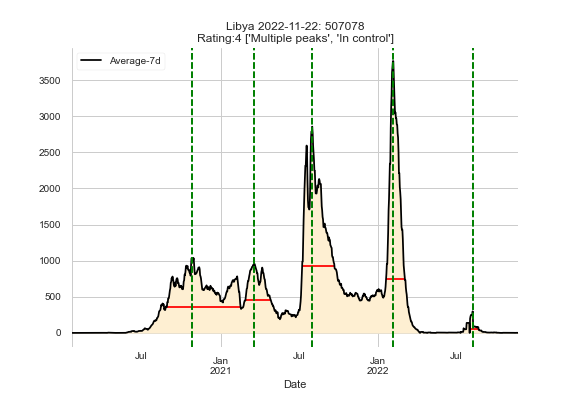 Libya 2022-11-22: 507078
Rating:4 ['Multiple peaks', 'In control']
Average-7d
3500
3000
2500
2000
1500
1000
500
0
Jul
Jan
2021
Jul
Jan
2022
Jul
Date